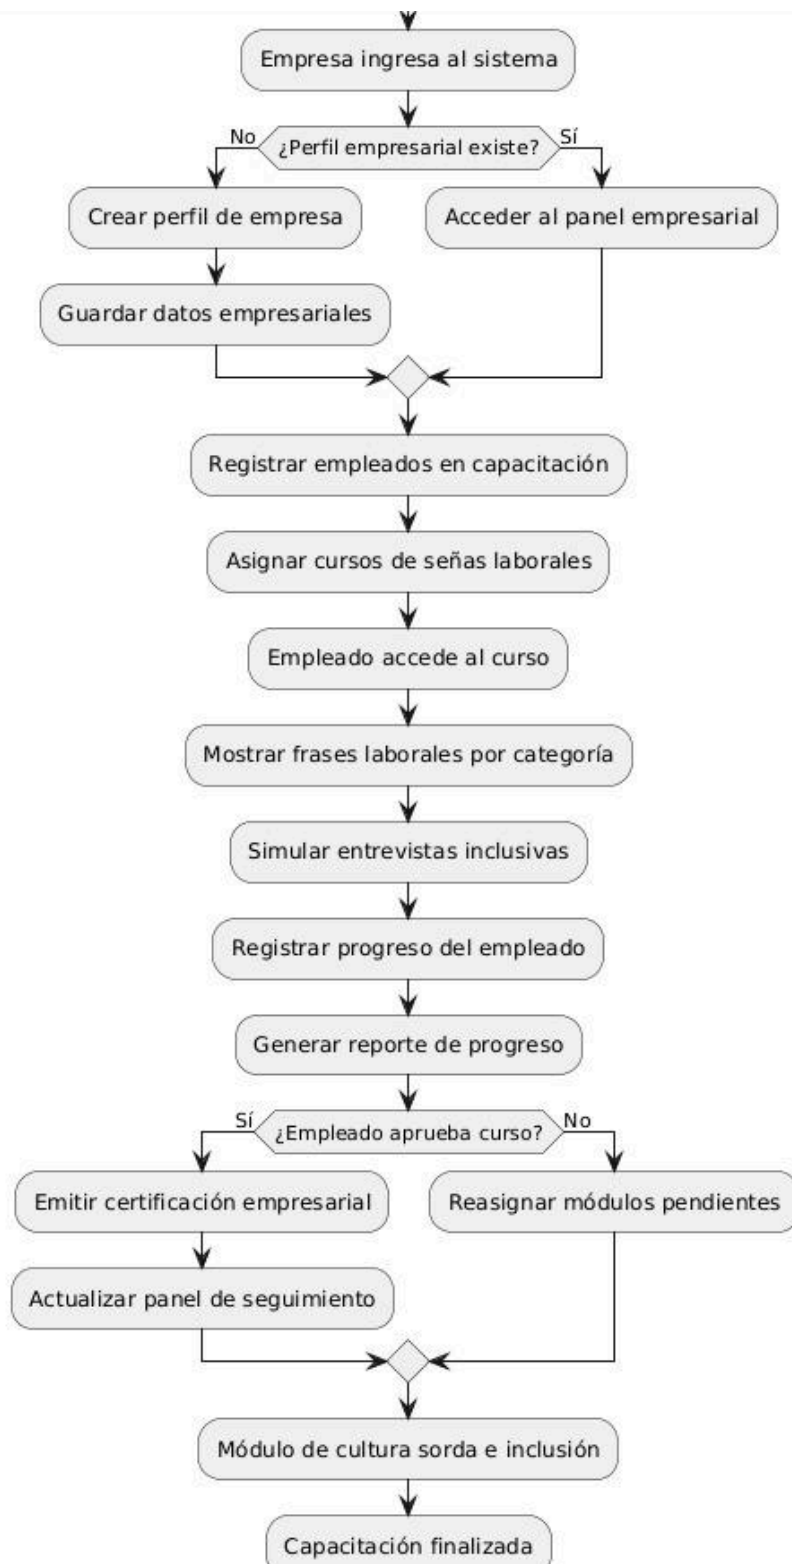 Empresa ingresa al sistema
No
¿Perfil empresarial existe?
Sí
Crear perfil de empresa
Acceder al panel empresarial
Guardar datos empresariales
Registrar empleados en capacitación
Asignar cursos de señas laborales
Empleado accede al curso
Mostrar frases laborales por categoría
Simular entrevistas inclusivas
Registrar progreso del empleado
Generar reporte de progreso
Sí
¿Empleado aprueba curso?
No
Emitir certificación empresarial
Reasignar módulos pendientes
Actualizar panel de seguimiento
Módulo de cultura sorda e inclusión
Capacitación finalizada